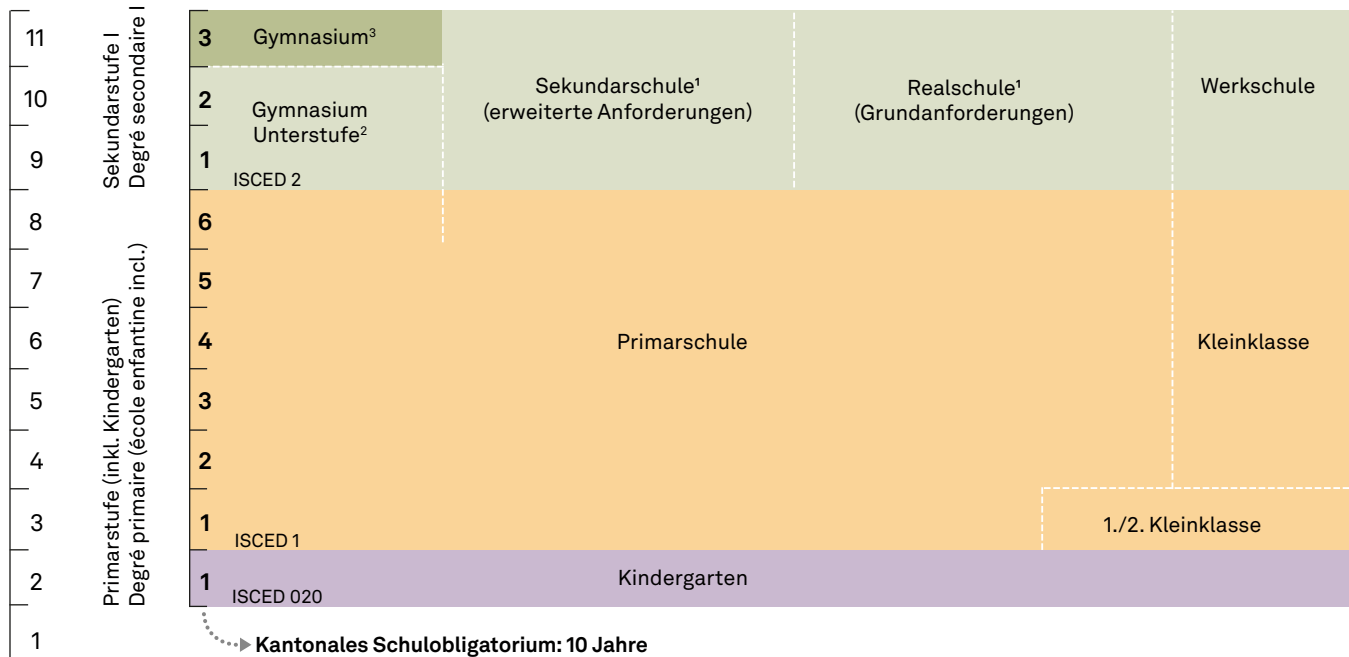 11
10
9
8
7
6
5
4
3
2
1
Sekundarstufe I
Degré secondaire I
Primarstufe (inkl. Kindergarten)
Degré primaire (école enfantine incl.)
3
2
1
6
5
4
3
2
1
1
Gymnasium³
Gymnasium
Unterstufe²
ISCED 2
Sekundarschule¹
(erweiterte Anforderungen)
Realschule¹
(Grundanforderungen)
Werkschule
Primarschule
Kleinklasse
1./2. Kleinklasse
ISCED 1
Kindergarten
ISCED 020
Kantonales Schulobligatorium: 10 Jahre